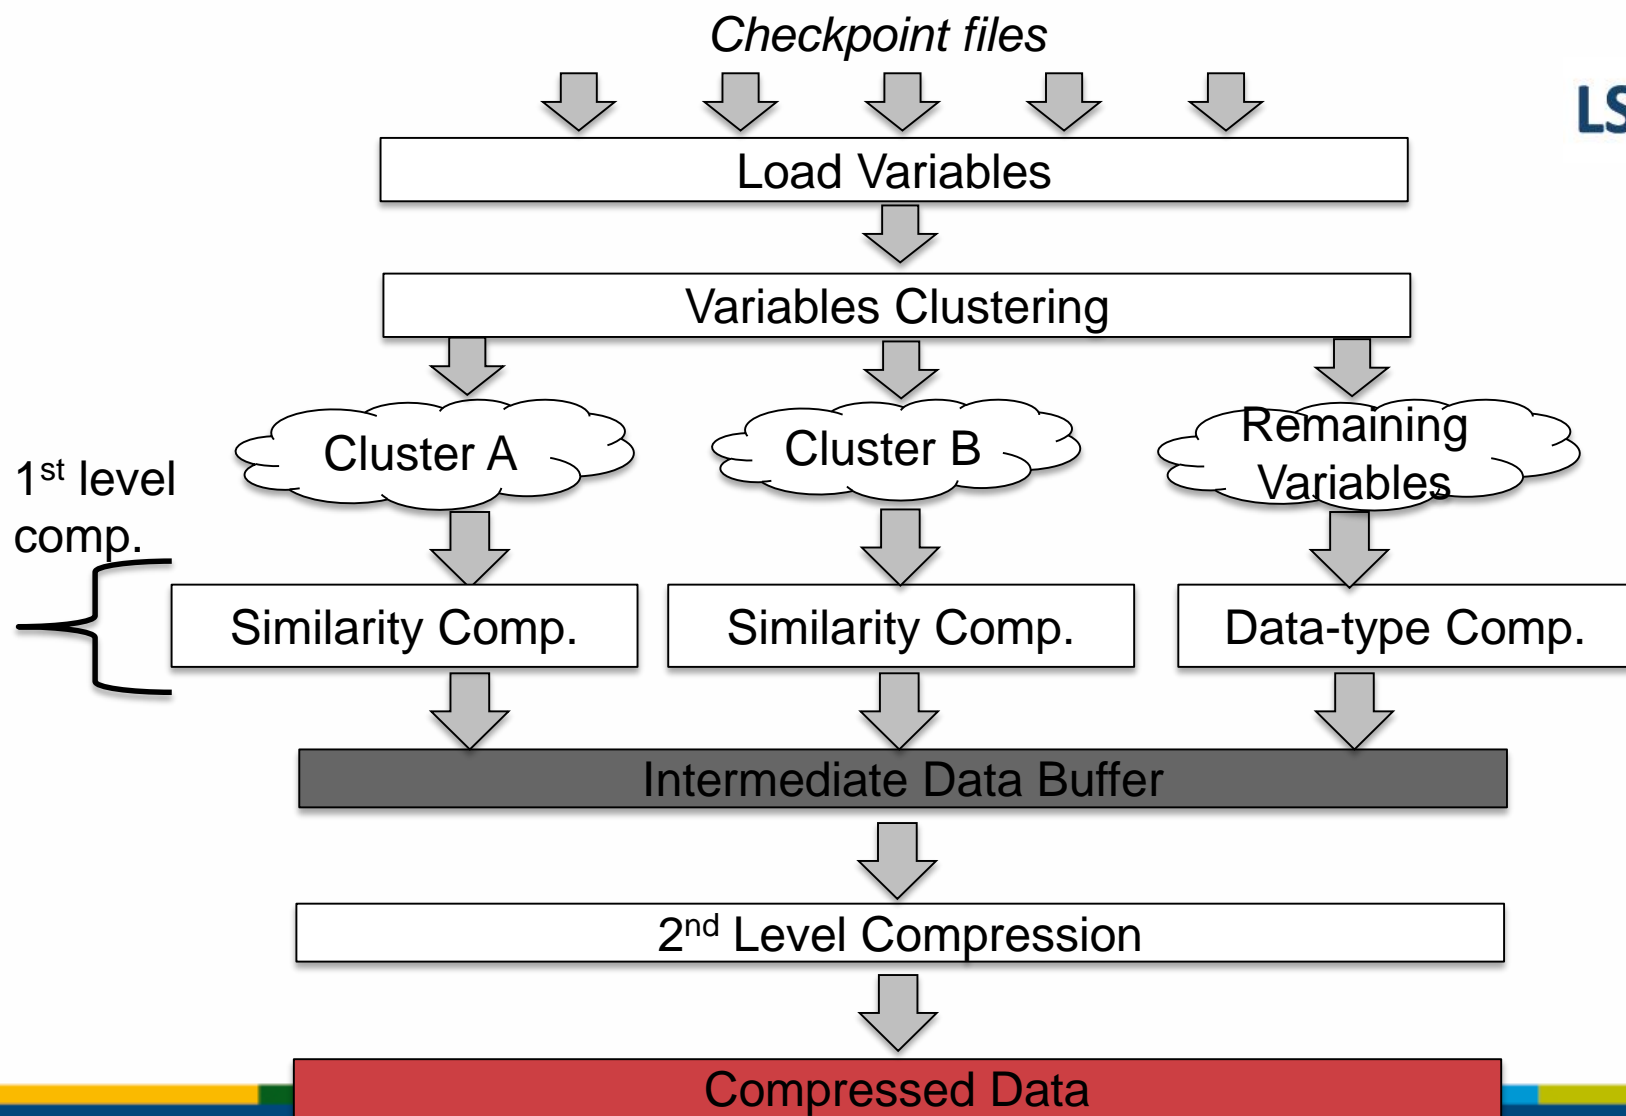 Checkpoint files
LS
Load Variables
Variables Clustering
Cluster A
Cluster B
Remaining
Variables
1st level
comp.
Similarity Comp.
Similarity Comp.
Data-type Comp.
Intermediate Data Buffer
2nd Level Compression
Compressed Data